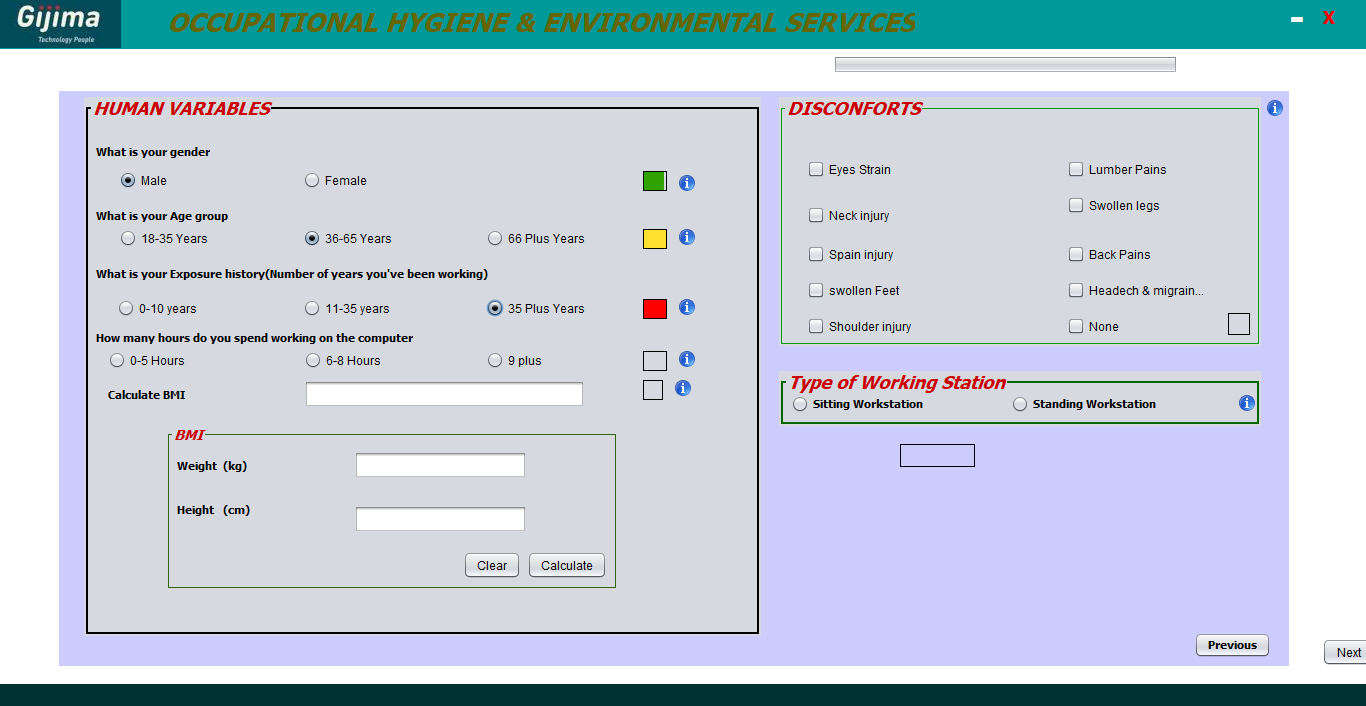 Gijima
Technology People
OCCUPATIONAL HYGIENE & ENVIRONMENTAL SERVICES
X
HUMAN VARIABLES
What is your gender
Male Female
What is your Age group
18-35 Years 36-65 Years 66 Plus Years
What is your Exposure history(Number of years you've been working)
0-10 years 11-35 years 35 Plus Years
How many hours do you spend working on the computer
0-5 Hours 6-8 Hours 9 plus
Calculate BMI
BMI
Weight (kg)
Height (cm)
Clear Calculate
DISCONFORTS
Eyes Strain Lumber Pains
Neck injury Swollen legs
Spain injury Back Pains
swollen Feet Headech & migrain...
Shoulder injury None
Type of Working Station
Sitting Workstation Standing Workstation
Previous
Next